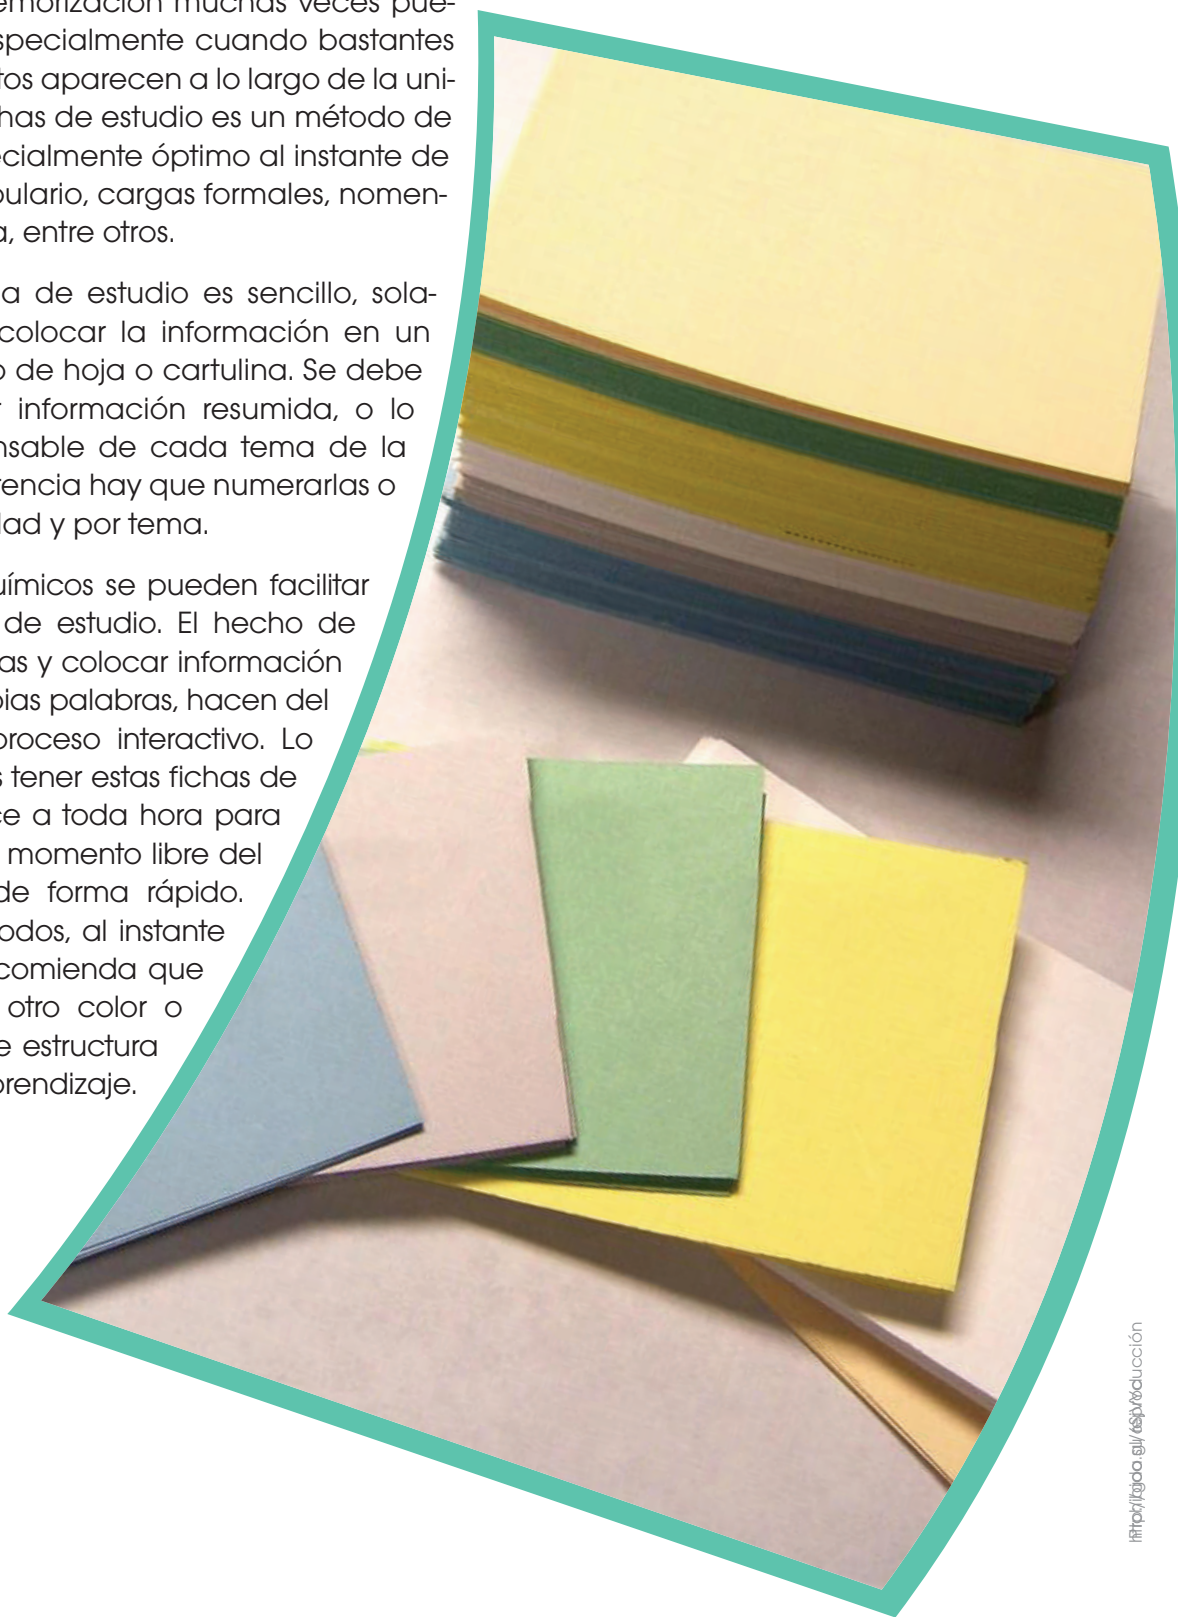 emorización muchas veces pue-
specialmente cuando bastantes
tos aparecen a lo largo de la uni-
has de estudio es un método de
ecialmente óptimo al instante de
bulario, cargas formales, nomen-
a, entre otros.
a de estudio es sencillo, sola-
colocar la información en un
o de hoja o cartulina. Se debe
r información resumida, o lo
nsable de cada tema de la
rencia hay que numerarlas o
dad y por tema.
uímicos se pueden facilitar
de estudio. El hecho de
as y colocar información
pias palabras, hacen del
proceso interactivo. Lo
s tener estas fichas de
ce a toda hora para
momento libre del
de forma rápido.
odos, al instante
comienda que
otro color o
e estructura
prendizaje.